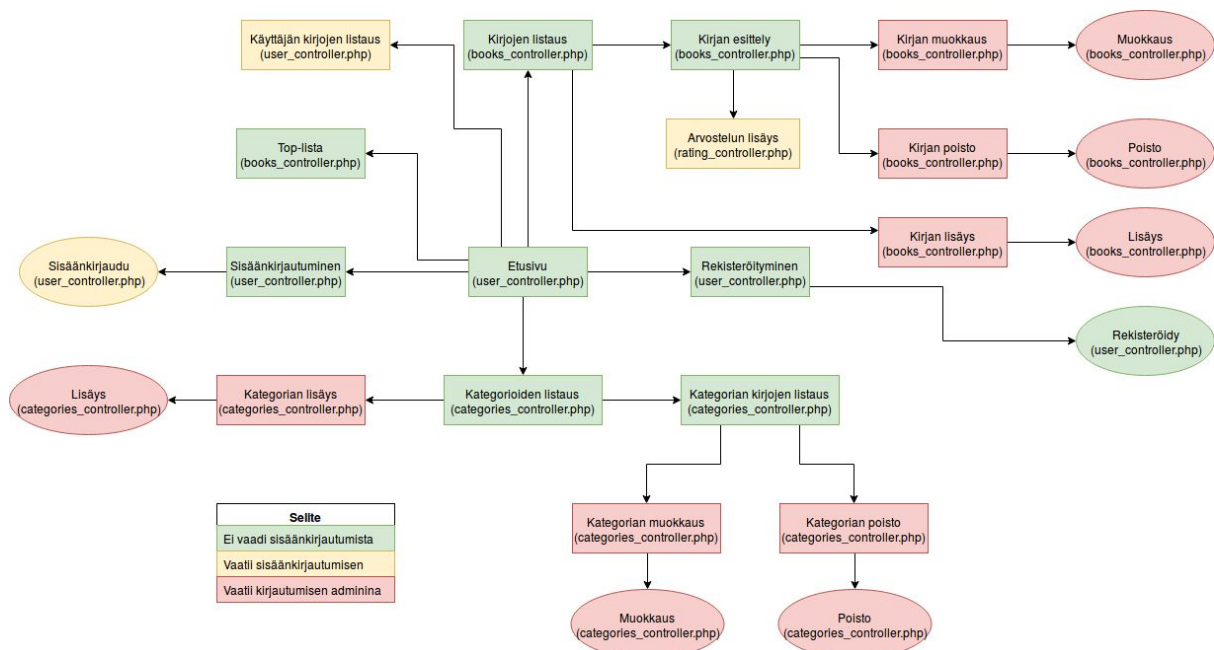 Käyttäjän kirjojen listaus
(user_controller.php)
Kirjojen listaus
(books_controller.php)
Kirjan esittely
(books_controller.php)
Kirjan muokkaus
(books_controller.php)
Muokkaus
(books_controller.php)
Top-lista
(books_controller.php)
Arvostelun lisäys
(rating_controller.php)
Kirjan poisto
(books_controller.php)
Poisto
(books_controller.php)
Kirjan lisäys
(books_controller.php)
Lisäys
(books_controller.php)
Sisäänkirjaudu
(user_controller.php)
Sisäänkirjautuminen
(user_controller.php)
Etusivu
(user_controller.php)
Rekisteröltyminen
(user_controller.php)
Rekisteröidy
(user_controller.php)
Lisäys
(categories_controller.php)
Kategorian lisäys
(categories_controller.php)
Kategorioiden listaus
(categories_controller.php)
Kategorian kirjojen listaus
(categories_controller.php)
Kategorian muokkaus
(categories_controller.php)
Kategorian poisto
(categories_controller.php)
Selite
Ei vaadi sisäänkirjautumista
Vaatii sisäänkirjautumisen
Vaatii kirjautumisen adminina
Muokkaus
(categories_controller.php)
Poisto
(categories_controller.php)